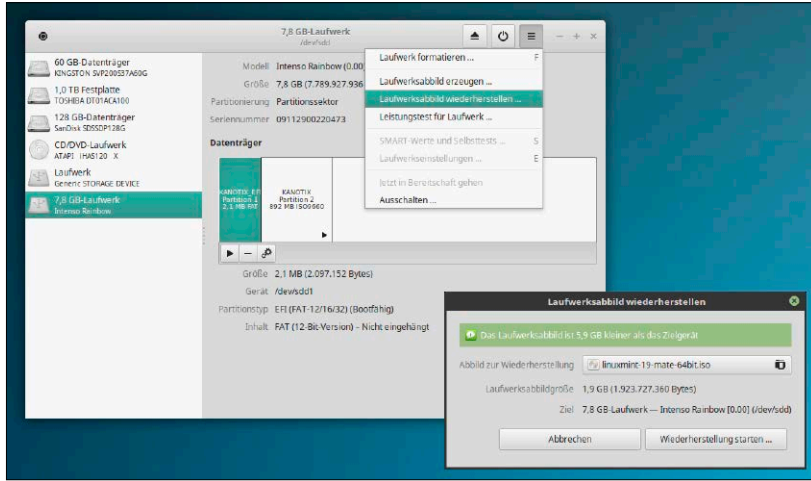 7,8 GB-Laufwerk
/dev/sdd
60 GB-Datenträger
KINGSTON SVP200S37A60G
1,0 TB Festplatte
TOSHIBA DT01ACA100
128 GB-Datenträger
SanDisk SDSSDP128G
CD/DVD-Laufwerk
ATAPI iHAS120 X
Laufwerk
Generic STORAGE DEVICE
7,8 GB-Laufwerk
Intenso Rainbow
Modell Intenso Rainbow (0.00)
Größe 7,8 GB (7.789.927.936
Partitionierung Partitionssektor
Seriennummer 09112900220473
Datenträger
KANOTIX_EFI
Partition 1
2,1 MB FAT
KANOTIX
Partition 2
892 MB ISO9660
Größe 2,1 MB (2.097.152 Bytes)
Gerät /dev/sdd1
Partitionstyp EFI (FAT-12/16/32) (Bootfähig)
Inhalt FAT (12-Bit-Version) – Nicht eingehängt
Laufwerk formatieren ... F
Laufwerksabbild erzeugen ...
Laufwerksabbild wiederherstellen ...
Leistungstest für Laufwerk ...
SMART-Werte und Selbsttests ... S
Laufwerkseinstellungen ... E
Jetzt in Bereitschaft gehen
Ausschalten ...
Laufwerksabbild wiederherstellen
Das Laufwerksabbild ist 5,9 GB kleiner als das Zielgerät
Abbild zur Wiederherstellung linuxmint-19-mate-64bit.iso
Laufwerksabbildgröße 1,9 GB (1.923.727.360 Bytes)
Ziel 7,8 GB-Laufwerk — Intenso Rainbow [0.00] (/dev/sdd)
Abbrechen
Wiederherstellung starten ...